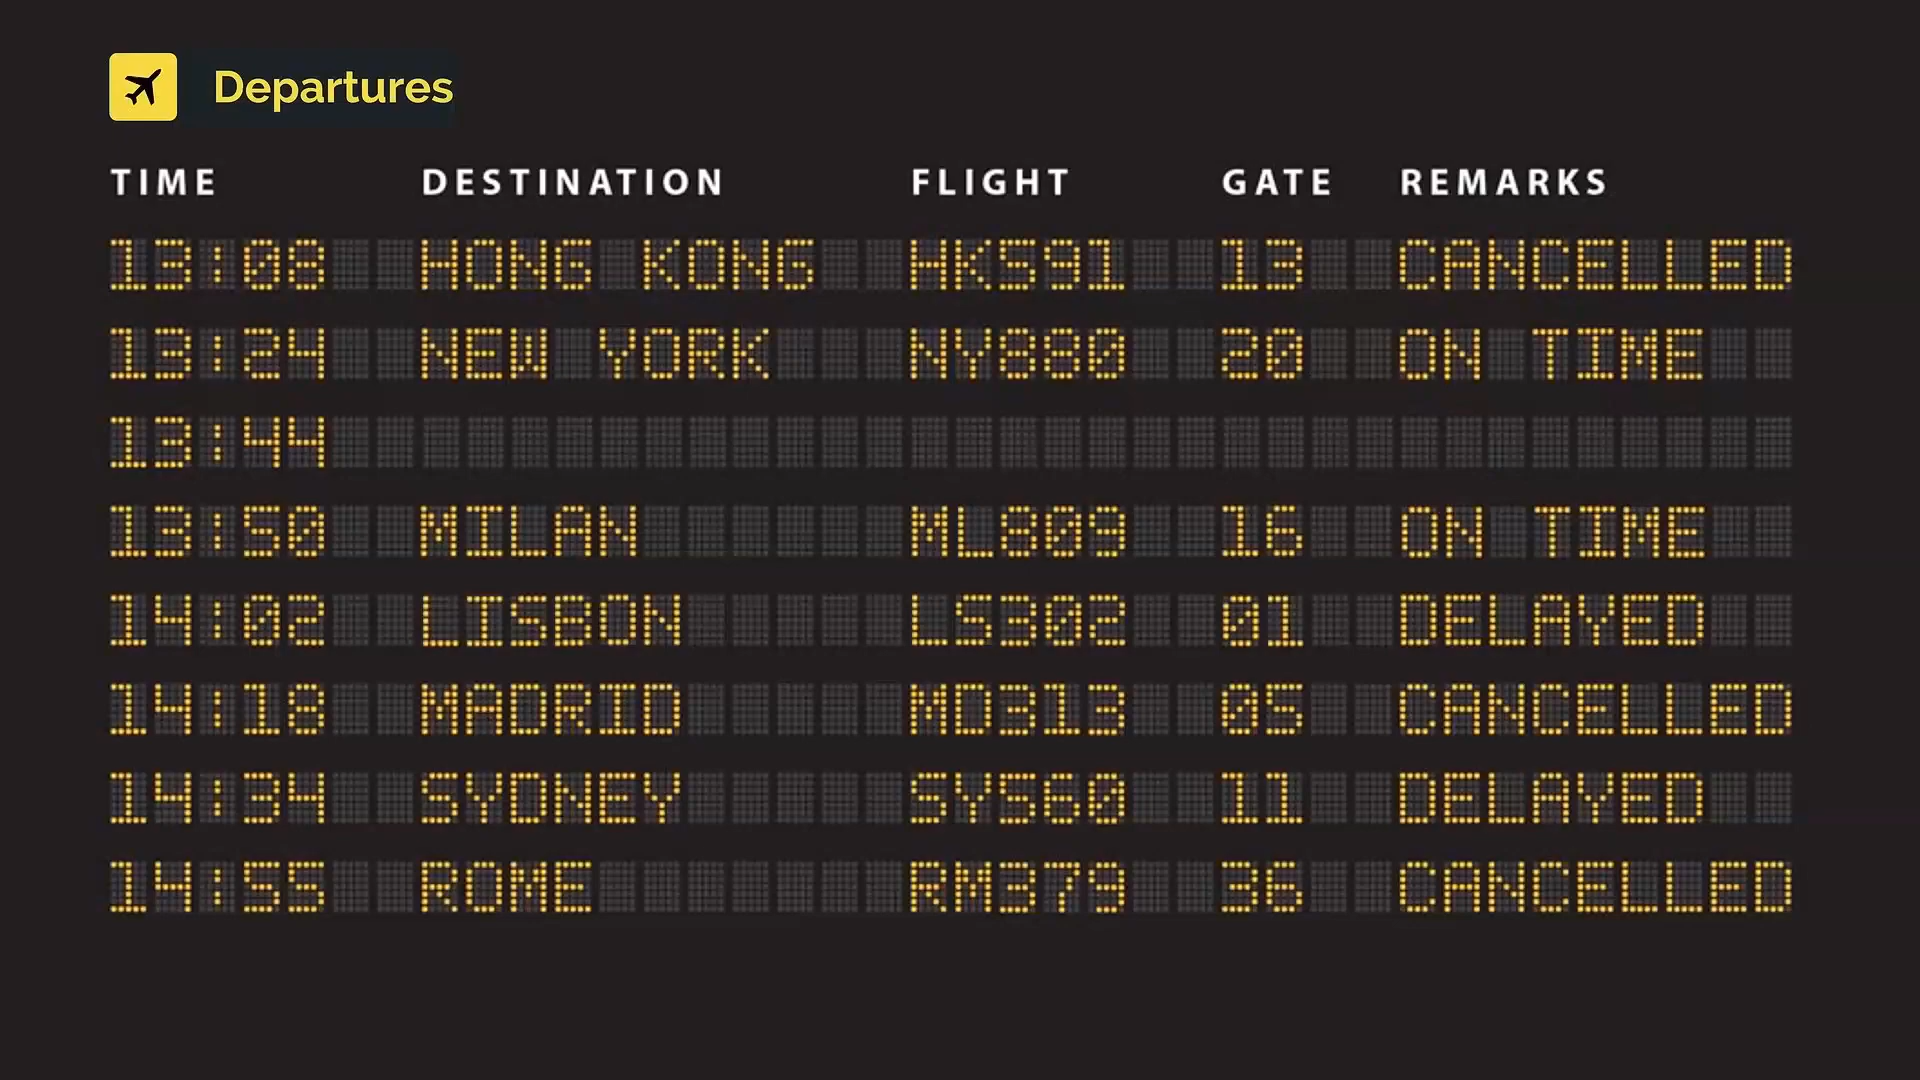 Departures
TIME DESTINATION FLIGHT GATE REMARKS
13:08 HONG KONG HK591 13 CANCELLED
13:24 NEW YORK NY880 20 ON TIME
13:44
13:50 MILAN ML809 16 ON TIME
14:02 LISBON LS302 01 DELAYED
14:18 MADRID MD313 05 CANCELLED
14:34 SYDNEY SY560 11 DELAYED
14:55 ROME RM379 36 CANCELLED